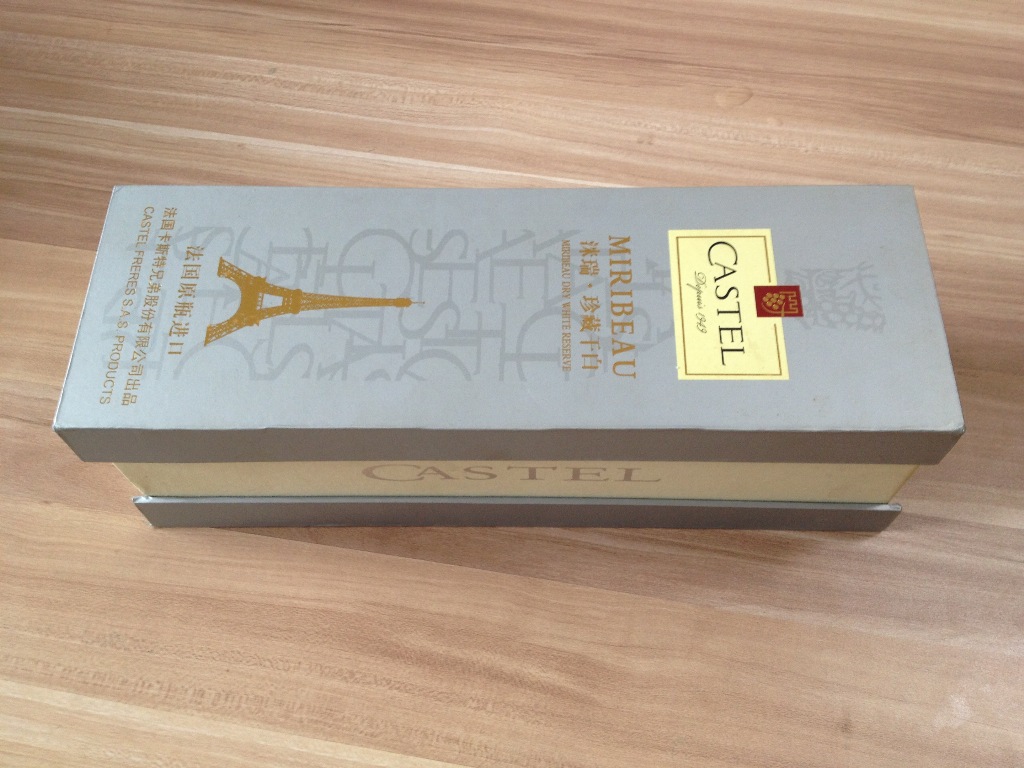 CASTEL
Depuis 1949
MIRIBEAU
涞瑞·珍藏干白
MIRIBEAU DRY WHITE RESERVE
法国原瓶进口
法国卡斯特兄弟股份有限公司出品
CASTEL FRERES S.A.S PRODUCTS
CASTEL